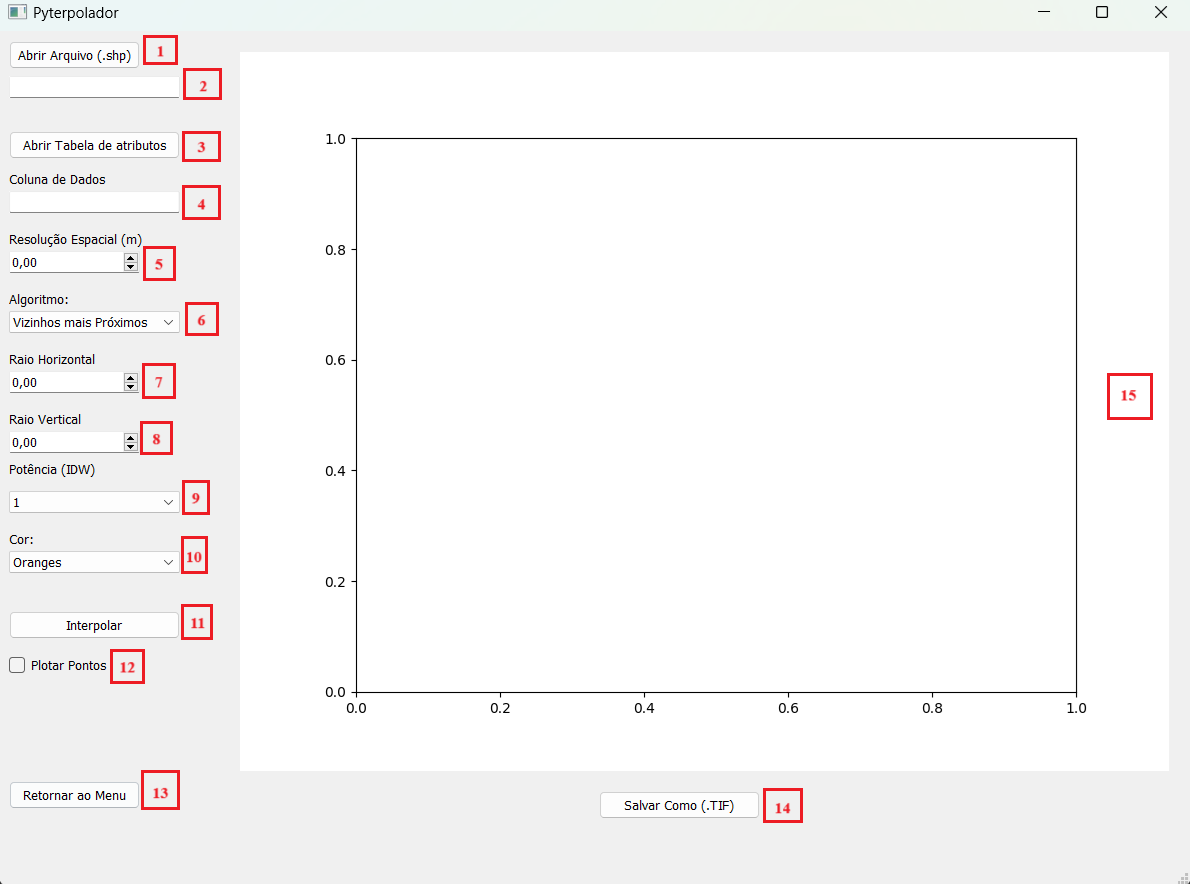 Pyterpolador
Abrir Arquivo (.shp) 1
2
Abrir Tabela de atributos 3
Coluna de Dados
4
Resolução Espacial (m)
0,00 5
Algoritmo:
Vizinhos mais Próximos 6
Raio Horizontal
0,00 7
Raio Vertical
0,00 8
Potência (IDW)
1 9
Cor:
Oranges 10
Interpolar 11
Plotar Pontos 12
Retornar ao Menu 13
1.0
0.8
0.6
0.4
0.2
0.0
0.0 0.2 0.4 0.6 0.8 1.0
15
Salvar Como (.TIF) 14